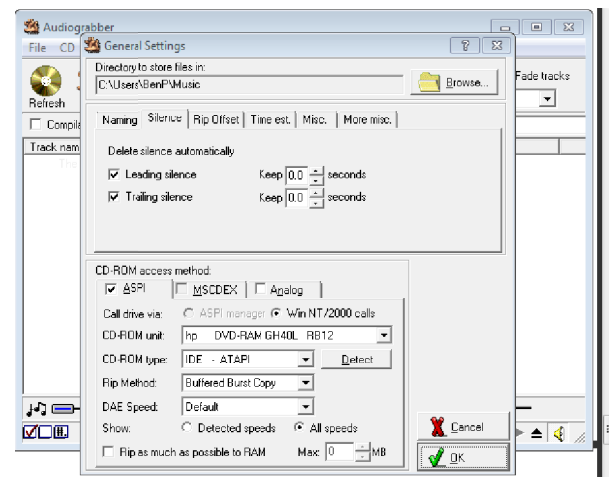 Audiograbber
General Settings
File CD
Directory to store files in:
C:\Users\BenP\Music
Browse...
Fade tracks
Refresh
Naming Silence Rip Offset Time est. Misc. More misc.
Track nam
Delete silence automatically
Leading silence Keep 0.0 seconds
Trailing silence Keep 0.0 seconds
CD-ROM access method:
ASPI MSCDEX Analog
Call drive via: ASPI manager Win NT/2000 calls
CD-ROM unit: hp DVD-RAM GH40L RB12
CD-ROM type: IDE - ATAPI Detect
Rip Method: Buffered Burst Copy
DAE Speed: Default
Show: Detected speeds All speeds
Cancel
Rip as much as possible to RAM Max: 0 MB
OK